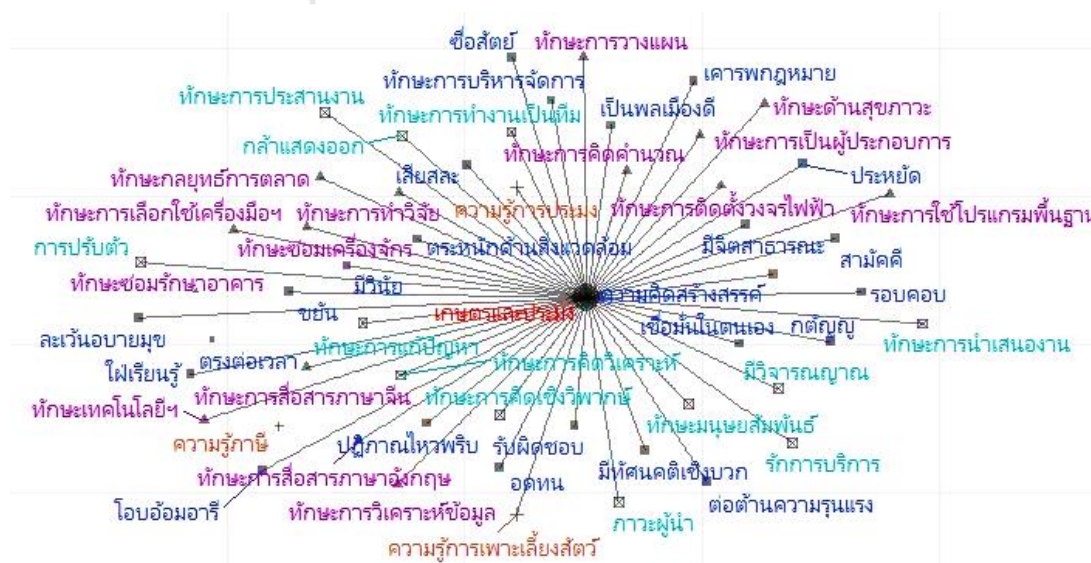 ซื่อสัตย์ ทักษะการวางแผน
ทักษะการบริหารจัดการ เคารพกฎหมาย
ทักษะการประสานงาน ทักษะการทำงานเป็นทีม เป็นพลเมืองดี ทักษะด้านสุขภาวะ
กล้าแสดงออก ทักษะการคิดคำนวณ ทักษะการเป็นผู้ประกอบการ
ทักษะกลยุทธ์การตลาด เสียสละ ประหยัด
ทักษะการเลือกใช้เครื่องมือฯ ทักษะการทำวิจัย ความรู้การประมง ทักษะการติดตั้งวงจรไฟฟ้า ทักษะการใช้โปรแกรมพื้นฐาน
การปรับตัว ทักษะซ่อมเครื่องจักร ตระหนักด้านสิ่งแวดล้อม มีจิตสาธารณะ สามัคคี
ทักษะซ่อมรักษาอาคาร มีวินัย ความคิดสร้างสรรค์ รอบคอบ
ขยัน เกษตรและประมง
ละเว้นอบายมุข ทักษะการแก้ปัญหา เชื่อมั่นในตนเอง กตัญญู ทักษะการนำเสนองาน
ใฝ่เรียนรู้ ตรงต่อเวลา ทักษะการคิดวิเคราะห์ มีวิจารณญาณ
ทักษะเทคโนโลยีฯ ทักษะการสื่อสารภาษาจีน ทักษะการคิดเชิงวิพากษ์ ทักษะมนุษยสัมพันธ์
ความรู้ภาษี ปฏิภาณไหวพริบ รับผิดชอบ รักการบริการ
ทักษะการสื่อสารภาษาอังกฤษ อดทน มีทัศนคติเชิงบวก
โอบอ้อมอารี ทักษะการวิเคราะห์ข้อมูล ภาวะผู้นำ ต่อต้านความรุนแรง
ความรู้การเพาะเลี้ยงสัตว์